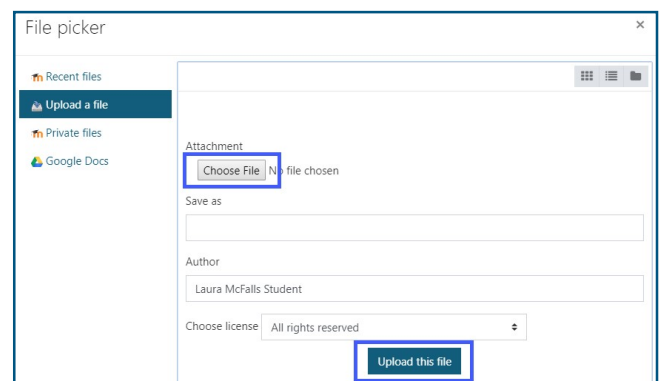 File picker ×
Recent files
Upload a file
Private files
Google Docs
Attachment
Choose File No file chosen
Save as
Author
Laura McFalls Student
Choose license All rights reserved
Upload this file